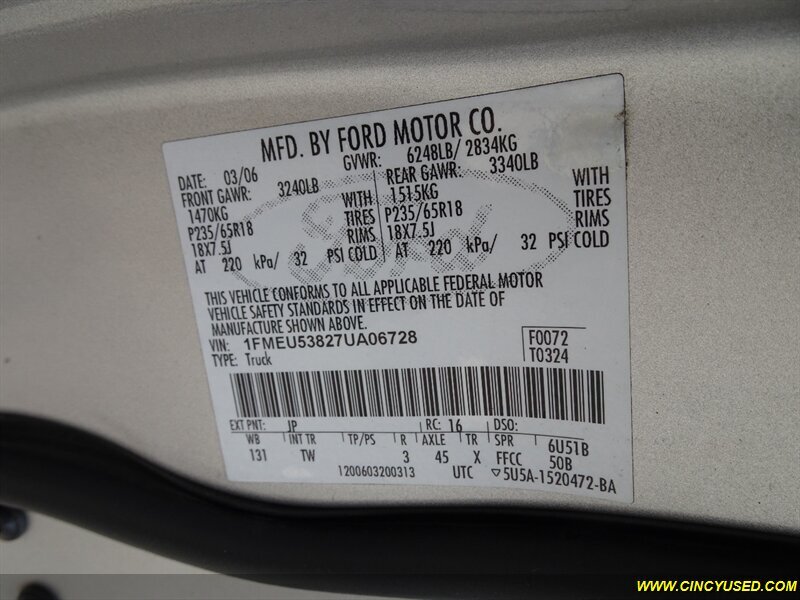 MFD. BY FORD MOTOR CO.
DATE: 03/06 GVWR: 6248LB/ 2834KG
FRONT GAWR: 3240LB REAR GAWR: 3340LB
1470KG WITH 1515KG WITH
P235/65R18 TIRES P235/65R18 TIRES
18X7.5J RIMS 18X7.5J RIMS
AT 220 kPa/ 32 PSI COLD AT 220 kPa/ 32 PSI COLD
Ford
THIS VEHICLE CONFORMS TO ALL APPLICABLE FEDERAL MOTOR
VEHICLE SAFETY STANDARDS IN EFFECT ON THE DATE OF
MANUFACTURE SHOWN ABOVE.
VIN: 1FMEU53827UA06728 F0072
TYPE: Truck T0324
EXT PNT: JP RC: 16 DSO:
WB INT TR TP/PS R AXLE TR SPR 6U51B
131 TW 3 45 X FFCC 50B
1200603200313 UTC ▽5U5A-1520472-BA
WWW.CINCYUSED.COM